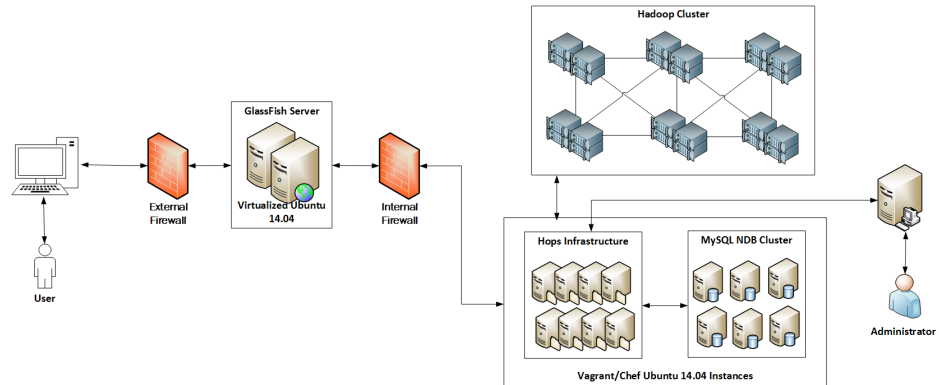 Hadoop Cluster
GlassFish Server
Virtualized Ubuntu
14.04
External
Firewall
Internal
Firewall
User
Hops Infrastructure
MySQL NDB Cluster
Vagrant/Chef Ubuntu 14.04 Instances
Administrator